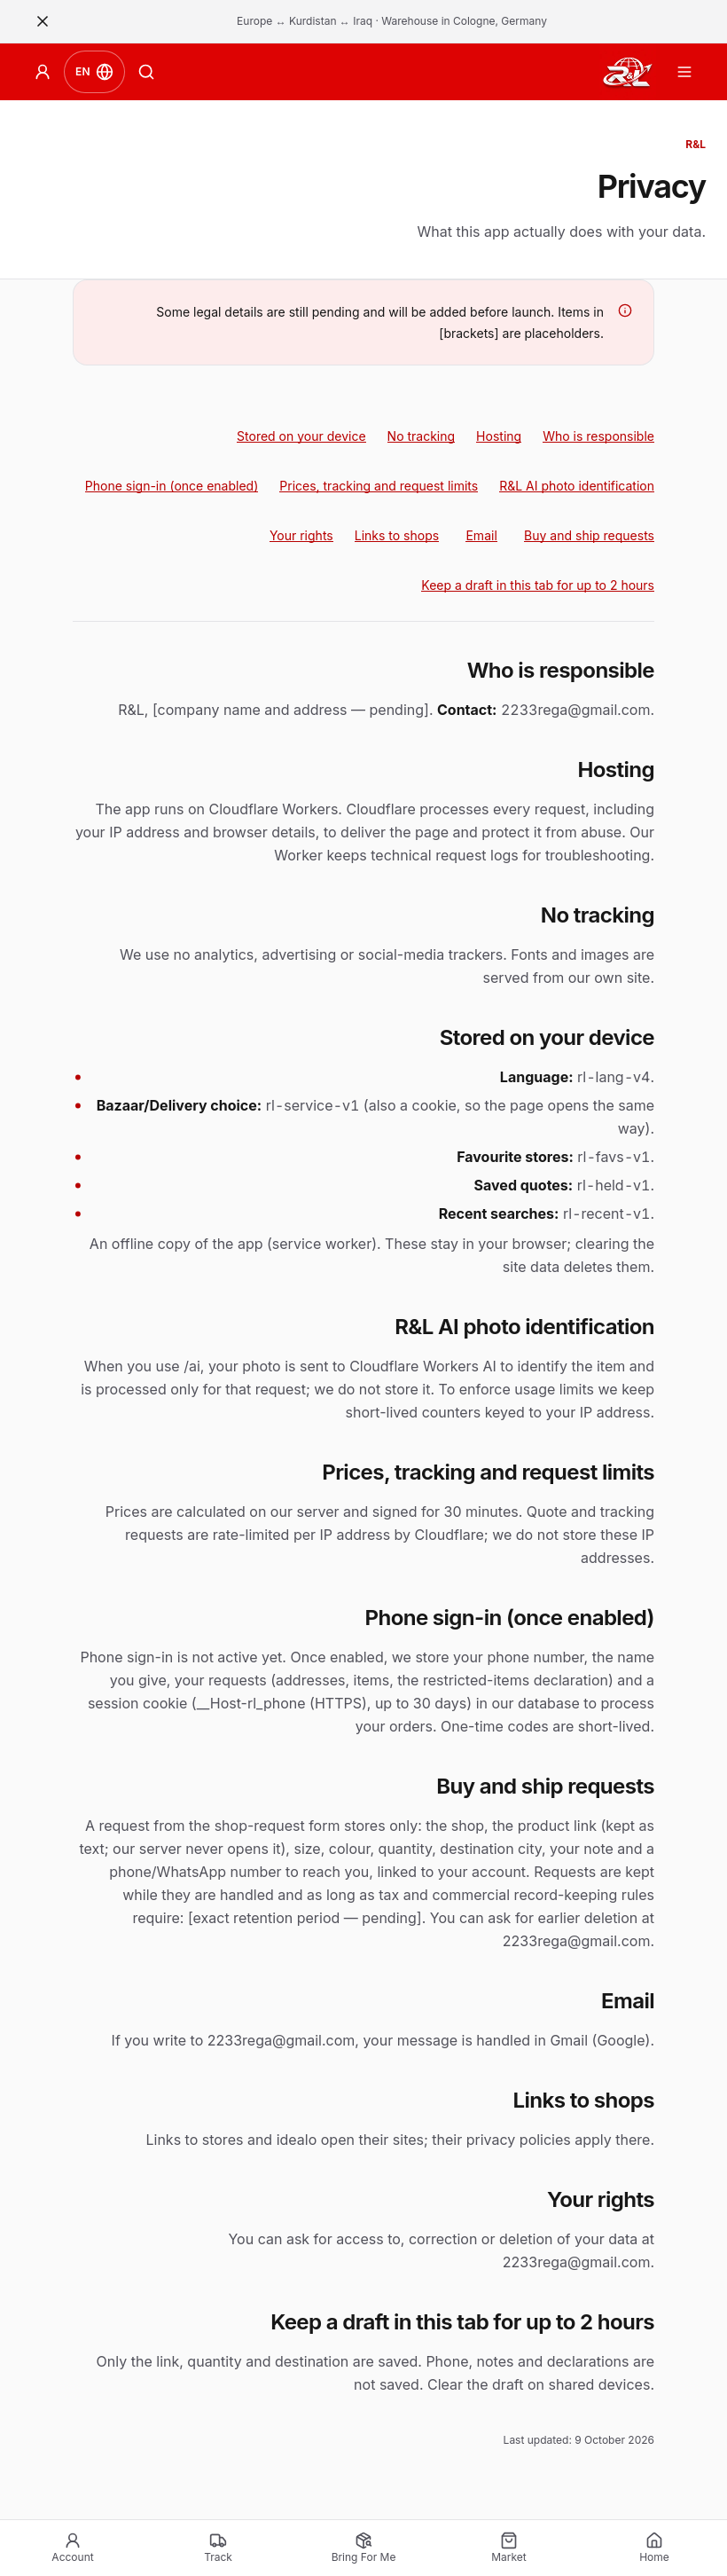 Europe ↔ Kurdistan ↔ Iraq · Warehouse in Cologne, Germany
EN
R&L
R&L
Privacy
What this app actually does with your data.
Some legal details are still pending and will be added before launch. Items in
[brackets] are placeholders.
Who is responsible
Hosting
No tracking
Stored on your device
R&L AI photo identification
Prices, tracking and request limits
Phone sign-in (once enabled)
Buy and ship requests
Email
Links to shops
Your rights
Keep a draft in this tab for up to 2 hours
Who is responsible
R&L, [company name and address — pending]. Contact: 2233rega@gmail.com.
Hosting
The app runs on Cloudflare Workers. Cloudflare processes every request, including
your IP address and browser details, to deliver the page and protect it from abuse. Our
Worker keeps technical request logs for troubleshooting.
No tracking
We use no analytics, advertising or social-media trackers. Fonts and images are
served from our own site.
Stored on your device
Language: rl-lang-v4.
Bazaar/Delivery choice: rl-service-v1 (also a cookie, so the page opens the same
way).
Favourite stores: rl-favs-v1.
Saved quotes: rl-held-v1.
Recent searches: rl-recent-v1.
An offline copy of the app (service worker). These stay in your browser; clearing the
site data deletes them.
R&L AI photo identification
When you use /ai, your photo is sent to Cloudflare Workers AI to identify the item and
is processed only for that request; we do not store it. To enforce usage limits we keep
short-lived counters keyed to your IP address.
Prices, tracking and request limits
Prices are calculated on our server and signed for 30 minutes. Quote and tracking
requests are rate-limited per IP address by Cloudflare; we do not store these IP
addresses.
Phone sign-in (once enabled)
Phone sign-in is not active yet. Once enabled, we store your phone number, the name
you give, your requests (addresses, items, the restricted-items declaration) and a
session cookie (__Host-rl_phone (HTTPS), up to 30 days) in our database to process
your orders. One-time codes are short-lived.
Buy and ship requests
A request from the shop-request form stores only: the shop, the product link (kept as
text; our server never opens it), size, colour, quantity, destination city, your note and a
phone/WhatsApp number to reach you, linked to your account. Requests are kept
while they are handled and as long as tax and commercial record-keeping rules
require: [exact retention period — pending]. You can ask for earlier deletion at
2233rega@gmail.com.
Email
If you write to 2233rega@gmail.com, your message is handled in Gmail (Google).
Links to shops
Links to stores and idealo open their sites; their privacy policies apply there.
Your rights
You can ask for access to, correction or deletion of your data at
2233rega@gmail.com.
Keep a draft in this tab for up to 2 hours
Only the link, quantity and destination are saved. Phone, notes and declarations are
not saved. Clear the draft on shared devices.
Last updated: 9 October 2026
Account
Track
Bring For Me
Market
Home